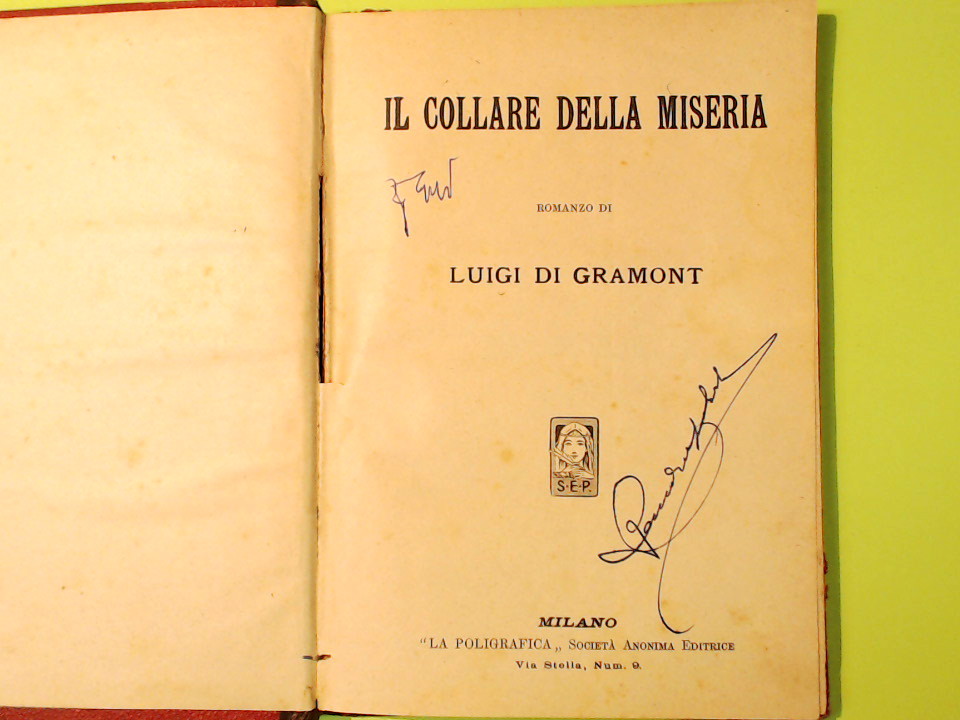 IL COLLARE DELLA MISERIA
ROMANZO DI
LUIGI DI GRAMONT
S·E·P.
MILANO
"LA POLIGRAFICA„ SOCIETÀ ANONIMA EDITRICE
Via Stella, Num. 9.